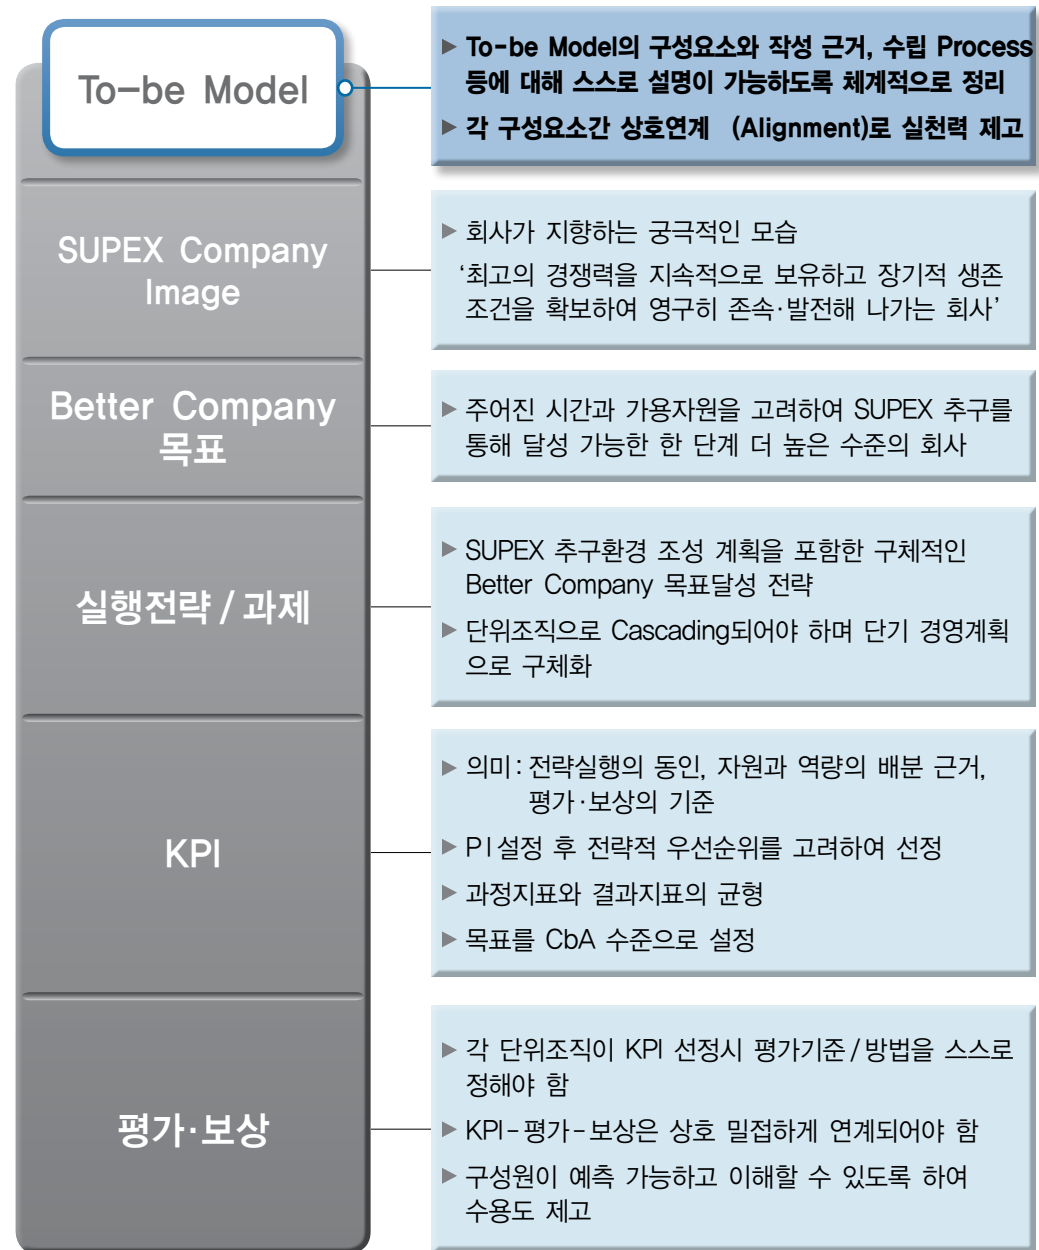 To-be Model
▶ To-be Model의 구성요소와 작성 근거, 수립 Process
등에 대해 스스로 설명이 가능하도록 체계적으로 정리
▶ 각 구성요소간 상호연계 (Alignment)로 실천력 제고
SUPEX Company
Image
▶ 회사가 지향하는 궁극적인 모습
‘최고의 경쟁력을 지속적으로 보유하고 장기적 생존
조건을 확보하여 영구히 존속·발전해 나가는 회사’
Better Company
목표
▶ 주어진 시간과 가용자원을 고려하여 SUPEX 추구를
통해 달성 가능한 한 단계 더 높은 수준의 회사
실행전략 / 과제
▶ SUPEX 추구환경 조성 계획을 포함한 구체적인
Better Company 목표달성 전략
▶ 단위조직으로 Cascading되어야 하며 단기 경영계획
으로 구체화
KPI
▶ 의미 : 전략실행의 동인, 자원과 역량의 배분 근거,
평가·보상의 기준
▶ PI설정 후 전략적 우선순위를 고려하여 선정
▶ 과정지표와 결과지표의 균형
▶ 목표를 CbA 수준으로 설정
평가·보상
▶ 각 단위조직이 KPI 선정시 평가기준 / 방법을 스스로
정해야 함
▶ KPI - 평가 - 보상은 상호 밀접하게 연계되어야 함
▶ 구성원이 예측 가능하고 이해할 수 있도록 하여
수용도 제고